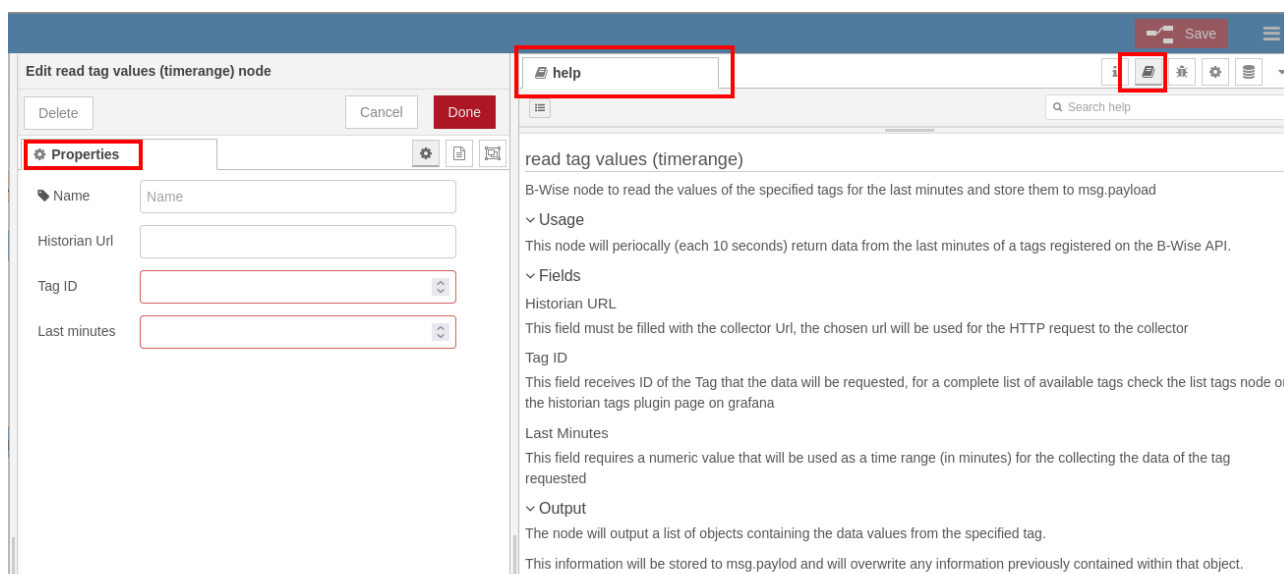 Save
Edit read tag values (timerange) node
Delete
Cancel
Done
Properties
Name
Name
Historian Url
Tag ID
Last minutes
help
Search help
read tag values (timerange)
B-Wise node to read the values of the specified tags for the last minutes and store them to msg.payload
Usage
This node will periocally (each 10 seconds) return data from the last minutes of a tags registered on the B-Wise API.
Fields
Historian URL
This field must be filled with the collector Url, the chosen url will be used for the HTTP request to the collector
Tag ID
This field receives ID of the Tag that the data will be requested, for a complete list of available tags check the list tags node or
the historian tags plugin page on grafana
Last Minutes
This field requires a numeric value that will be used as a time range (in minutes) for the collecting the data of the tag
requested
Output
The node will output a list of objects containing the data values from the specified tag.
This information will be stored to msg.paylod and will overwrite any information previously contained within that object.